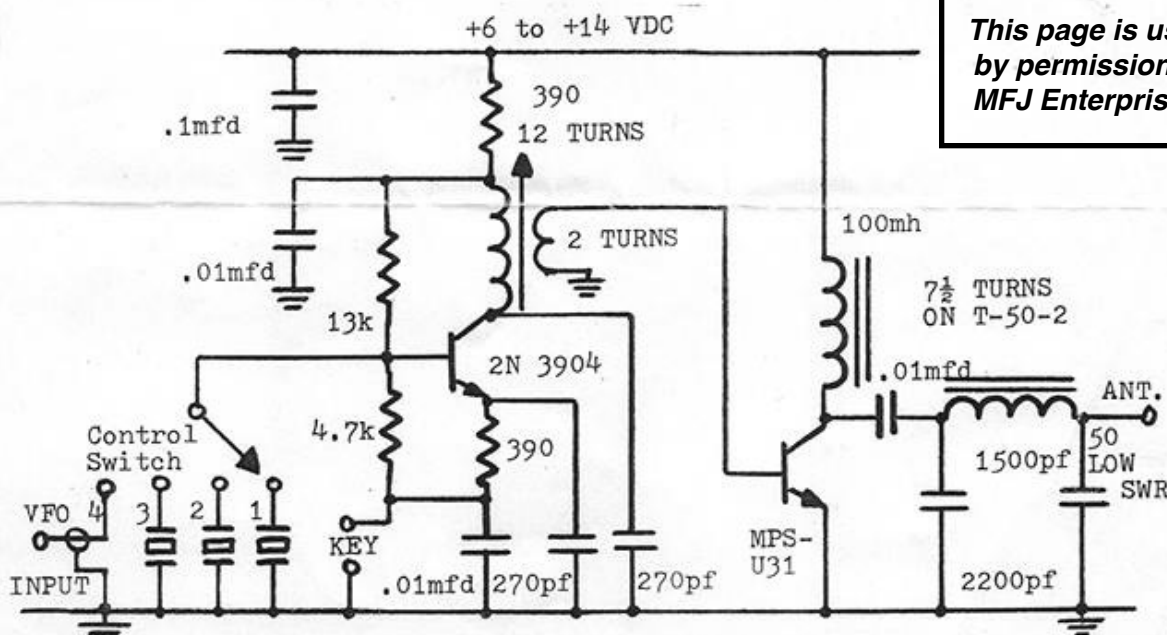 +6 to +14 VDC
This page is us
by permission
MFJ Enterpris
.1mfd
390
12 TURNS
2 TURNS
100mh
.01mfd
7½ TURNS
ON T-50-2
13k
2N 3904
.01mfd
ANT.
Control
Switch
4.7k
390
1500pf
50
LOW
SWR
VFO
4
3
2
1
INPUT
KEY
.01mfd
270pf
270pf
MPS-
U31
2200pf